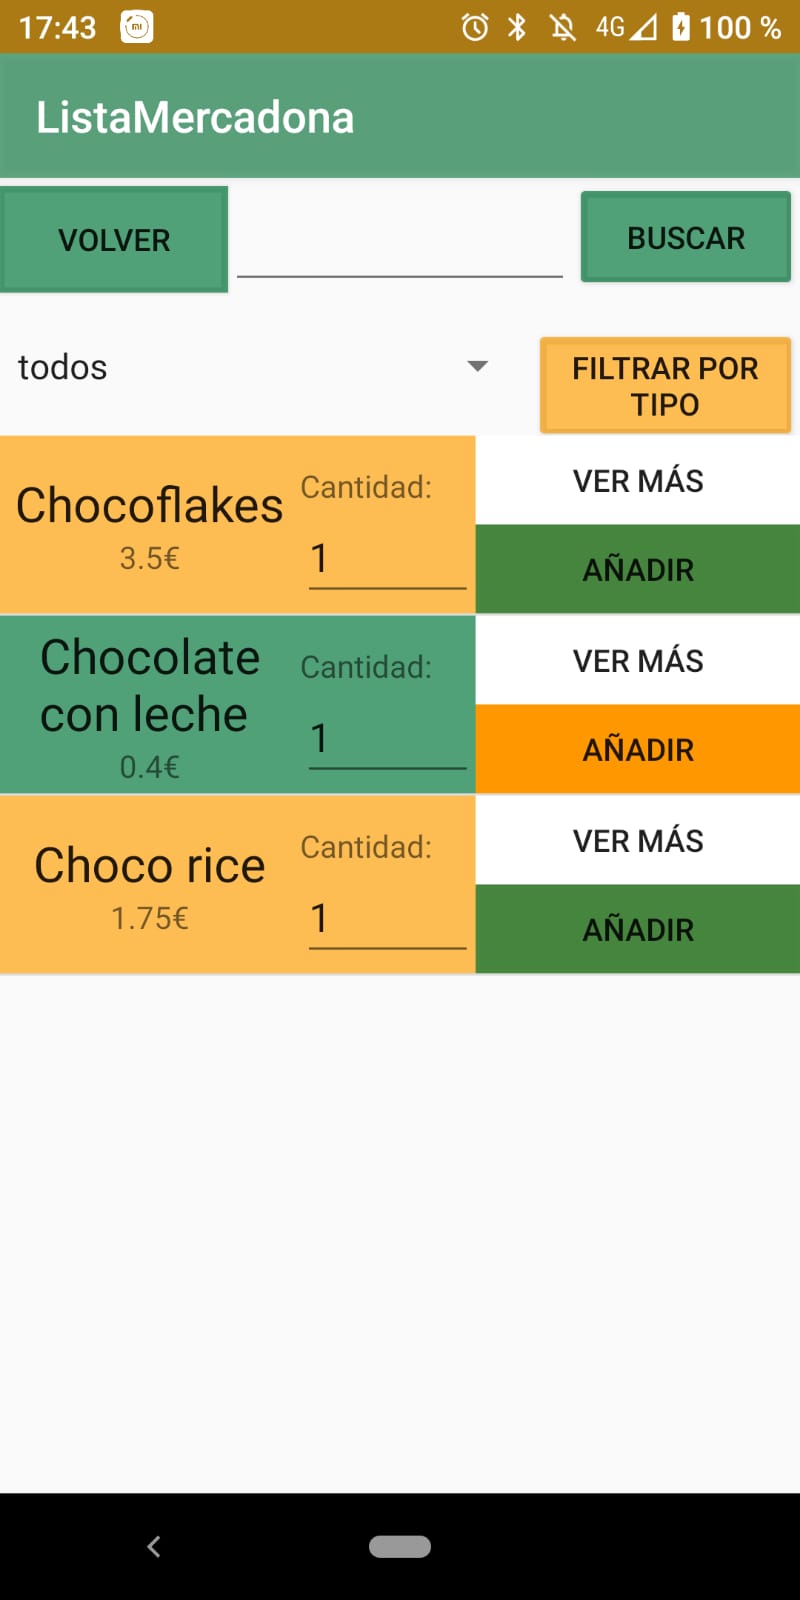 17:43
4G 100 %
ListaMercadona
VOLVER
BUSCAR
todos
FILTRAR POR
TIPO
Chocoflakes
3.5€
Cantidad:
1
VER MÁS
AÑADIR
Chocolate
con leche
0.4€
Cantidad:
1
VER MÁS
AÑADIR
Choco rice
1.75€
Cantidad:
1
VER MÁS
AÑADIR